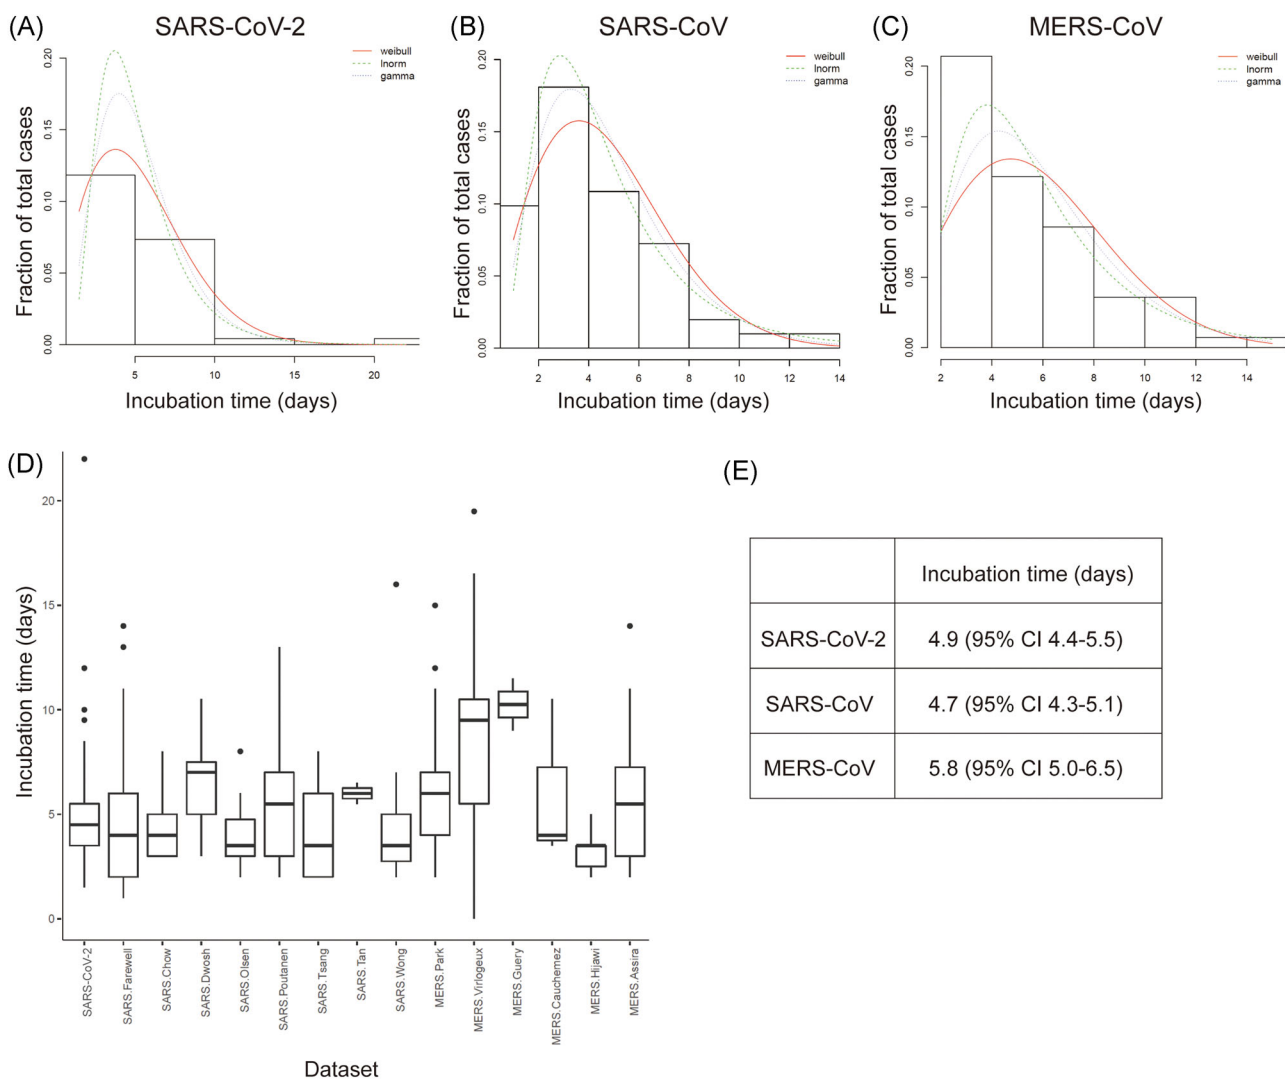 (A) SARS-CoV-2
weibull
lnorm
gamma
Fraction of total cases
0.20
0.15
0.10
0.05
0.00
5 10 15 20
Incubation time (days)
(B) SARS-CoV
weibull
lnorm
gamma
Fraction of total cases
0.20
0.15
0.10
0.05
0.00
2 4 6 8 10 12 14
Incubation time (days)
(C) MERS-CoV
weibull
lnorm
gamma
Fraction of total cases
0.20
0.15
0.10
0.05
0.00
2 4 6 8 10 12 14
Incubation time (days)
(D)
Incubation time (days)
20
15
10
5
0
SARS-CoV-2
SARS.Farewell
SARS.Chow
SARS.Dwosh
SARS.Olsen
SARS.Poutanen
SARS.Tsang
SARS.Tan
SARS.Wong
MERS.Park
MERS.Virlogeux
MERS.Guery
MERS.Cauchemez
MERS.Hijawi
MERS.Assira
Dataset
(E)
Incubation time (days)
SARS-CoV-2 4.9 (95% CI 4.4-5.5)
SARS-CoV 4.7 (95% CI 4.3-5.1)
MERS-CoV 5.8 (95% CI 5.0-6.5)